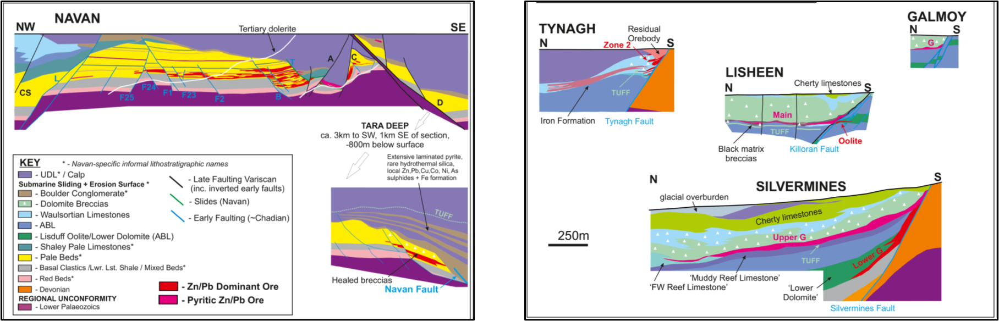 NAVAN
NW
SE
Tertiary dolerite
A
C
T
L
CS
F25
F24
F1
F23
F2
B
D
TARA DEEP
ca. 3km to SW, 1km SE of section,
-800m below surface
Extensive laminated pyrite,
rare hydrothermal silica,
local Zn,Pb,Cu,Co, Ni, As
sulphides + Fe formation
TUFF
Healed breccias
Navan Fault
KEY
* - Navan-specific informal lithostratigraphic names
- UDL* / Calp
Submarine Sliding + Erosion Surface *
- Boulder Conglomerate*
- Dolomite Breccias
- Waulsortian Limestones
- ABL
- Lisduff Oolite/Lower Dolomite (ABL)
- Shaley Pale Limestones*
- Pale Beds*
- Basal Clastics /Lwr. Lst. Shale / Mixed Beds*
- Red Beds*
- Devonian
REGIONAL UNCONFORMITY
- Lower Palaeozoics
- Late Faulting Variscan
(inc. inverted early faults)
- Slides (Navan)
- Early Faulting (~Chadian)
- Zn/Pb Dominant Ore
- Pyritic Zn/Pb Ore
TYNAGH
N
S
Residual
Orebody
Zone 2
TUFF
Iron Formation
Tynagh Fault
GALMOY
N
S
G
LISHEEN
N
S
Cherty limestones
Main
TUFF
Oolite
Black matrix
breccias
Killoran Fault
SILVERMINES
N
S
glacial overburden
Cherty limestones
Upper G
TUFF
Lower G
'Muddy Reef Limestone'
'FW Reef Limestone'
'Lower
Dolomite'
Silvermines Fault
250m